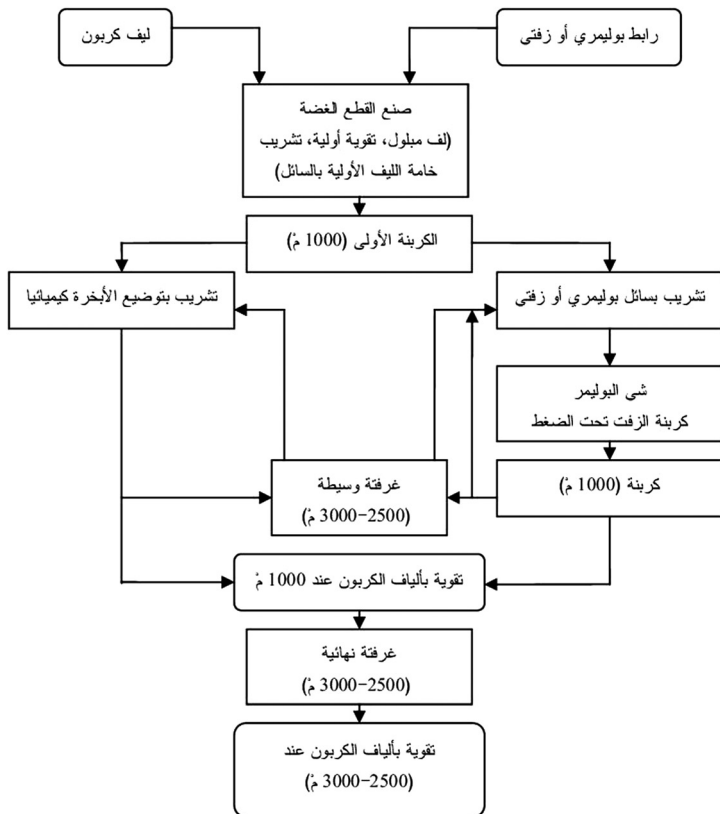 رابط بوليمري أو زفتي
ليف كربون
صنع القطع الغضة
(لف مبلول، تقوية أولية، تشريب
خامة الليف الأولية بالسائل)
الكربنة الأولى (1000 مْ)
تشريب بسائل بوليمري أو زفتي
تشريب بتوضيع الأبخرة كيميائيا
شي البوليمر
كربنة الزفت تحت الضغط
كربنة (1000 مْ)
غرفتة وسيطة
(2500–3000 مْ)
تقوية بألياف الكربون عند 1000 مْ
غرفتة نهائية
(2500–3000 مْ)
تقوية بألياف الكربون عند
(2500–3000 مْ)